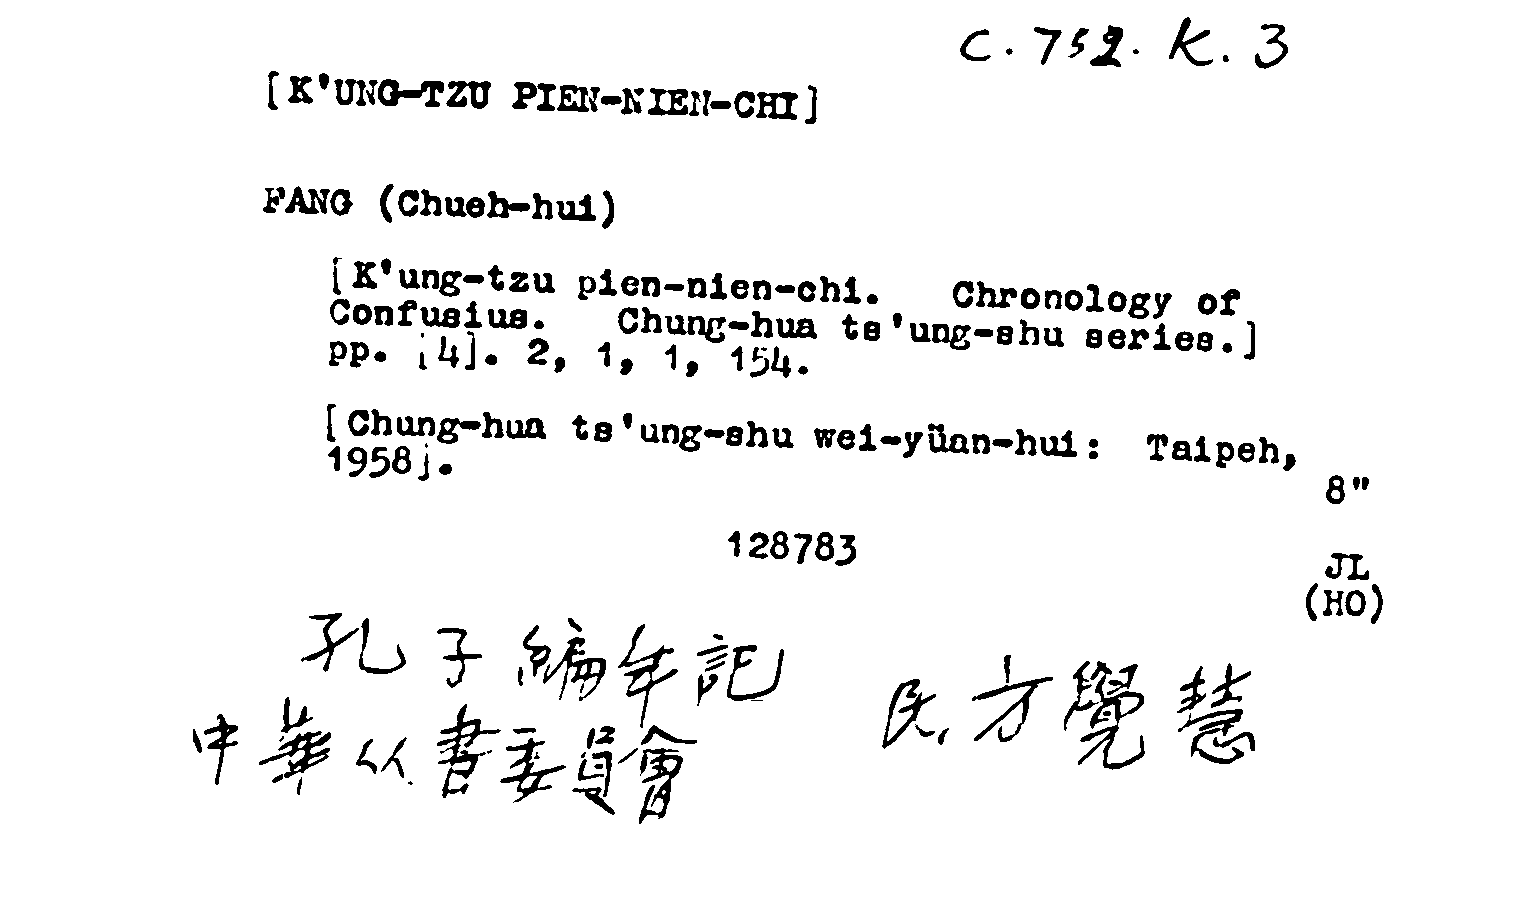 C. 752. K. 3
[K'UNG-TZU PIEN-NIEN-CHI]
FANG (Chueh-hui)
[K'ung-tzu pien-nien-chi. Chronology of
Confusius. Chung-hua ts'ung-shu series.]
pp. [4]. 2, 1, 1, 154.
[Chung-hua ts'ung-shu wei-yüan-hui: Taipeh,
1958].
8"
128783
JL
(HO)
孔子編年記
民. 方覺慧
中華从書委員會